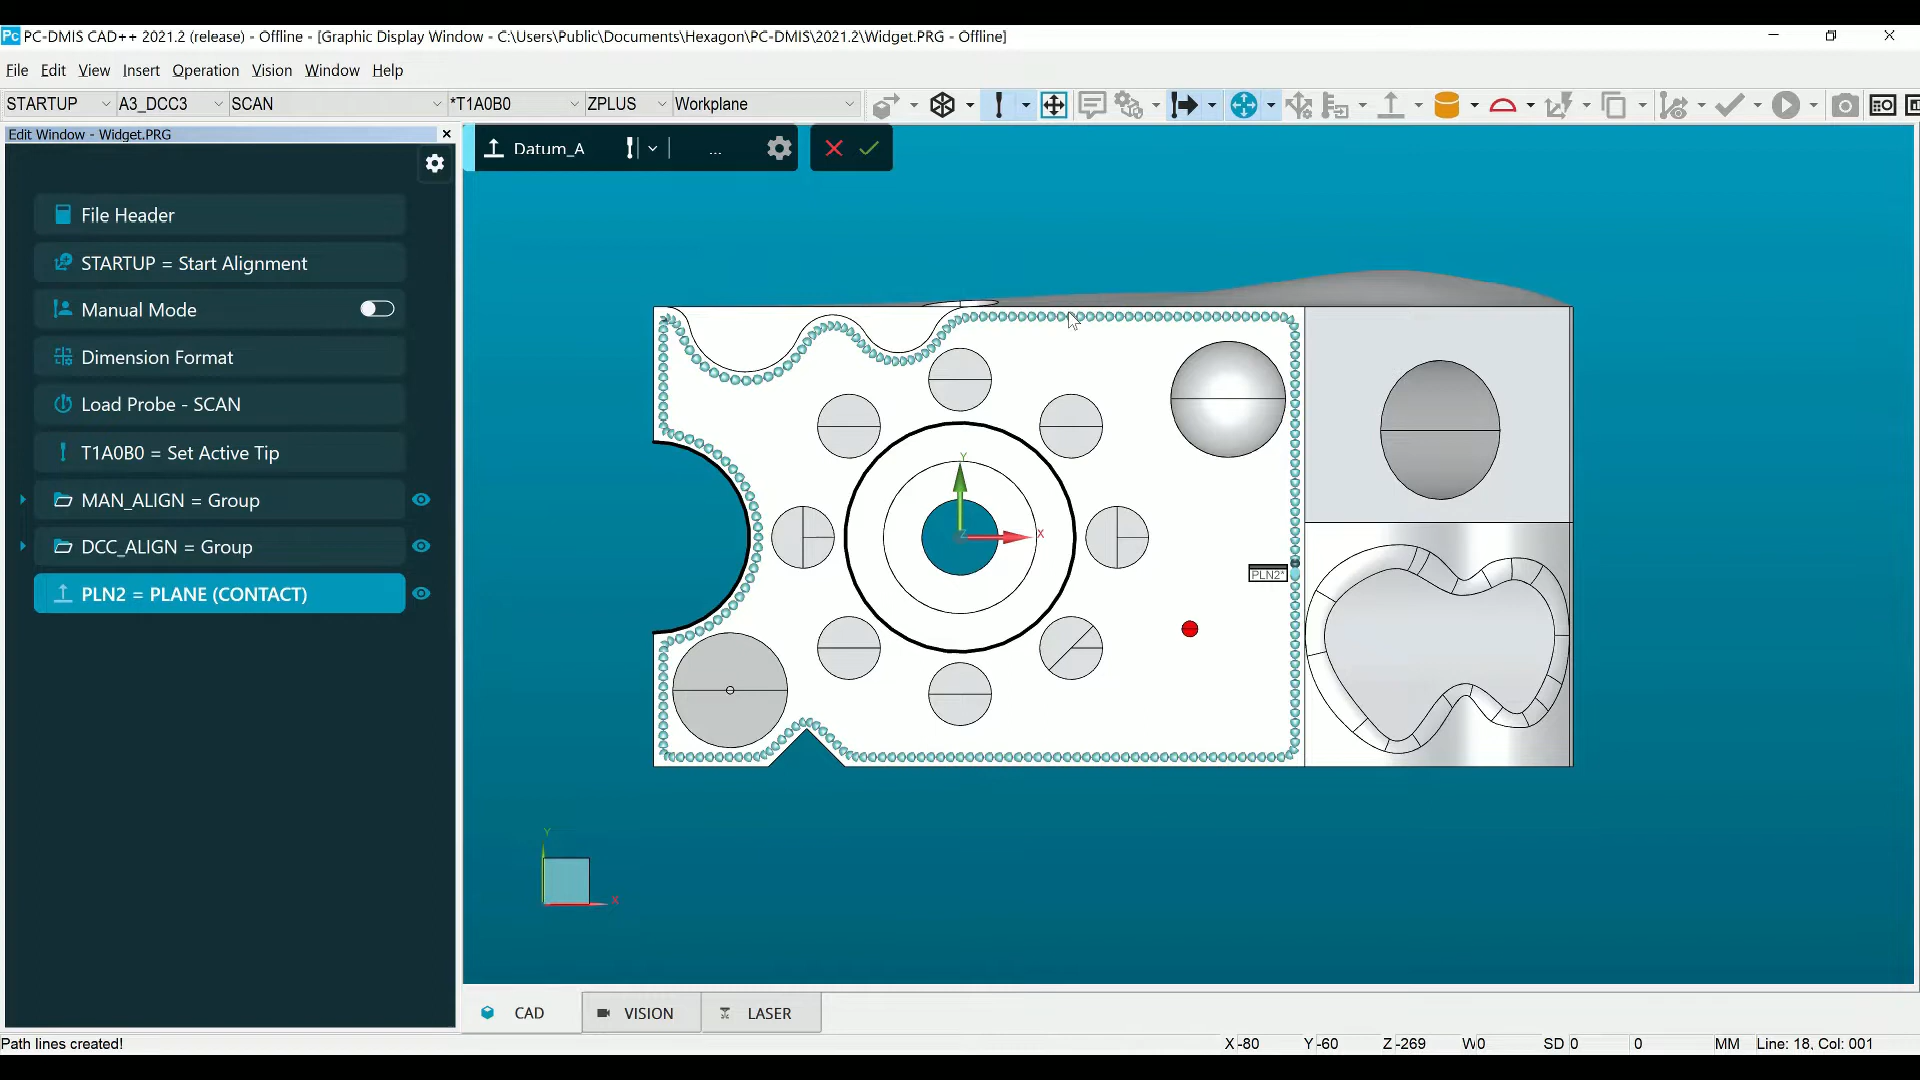 PC-DMIS CAD++ 2021.2 (release) - Offline - [Graphic Display Window - C:\Users\Public\Documents\Hexagon\PC-DMIS\2021.2\Widget.PRG - Offline]
File Edit View Insert Operation Vision Window Help
STARTUP A3_DCC3 SCAN *T1A0B0 ZPLUS Workplane
Edit Window - Widget.PRG
Datum_A ...
File Header
STARTUP = Start Alignment
Manual Mode
Dimension Format
Load Probe - SCAN
T1A0B0 = Set Active Tip
MAN_ALIGN = Group
DCC_ALIGN = Group
PLN2 = PLANE (CONTACT)
Y
X
Z
PLN2*
Y
X
CAD VISION LASER
Path lines created! X -80 Y -60 Z -269 W0 SD 0 0 MM Line: 18, Col: 001